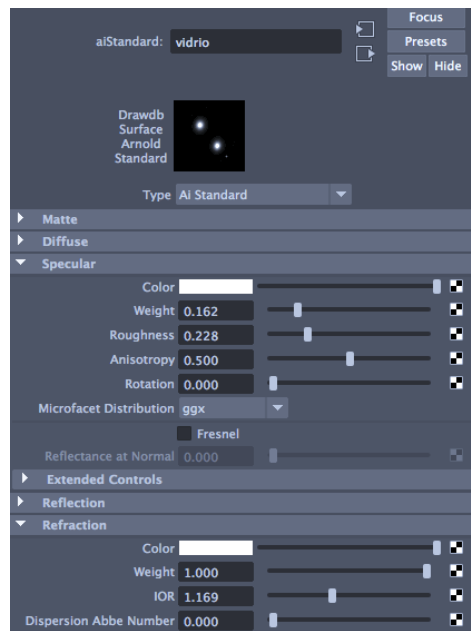 Focus
aiStandard: vidrio
Presets
Show Hide
Drawdb
Surface
Arnold
Standard
Type Ai Standard
Matte
Diffuse
Specular
Color
Weight 0.162
Roughness 0.228
Anisotropy 0.500
Rotation 0.000
Microfacet Distribution ggx
Fresnel
Reflectance at Normal 0.000
Extended Controls
Reflection
Refraction
Color
Weight 1.000
IOR 1.169
Dispersion Abbe Number 0.000